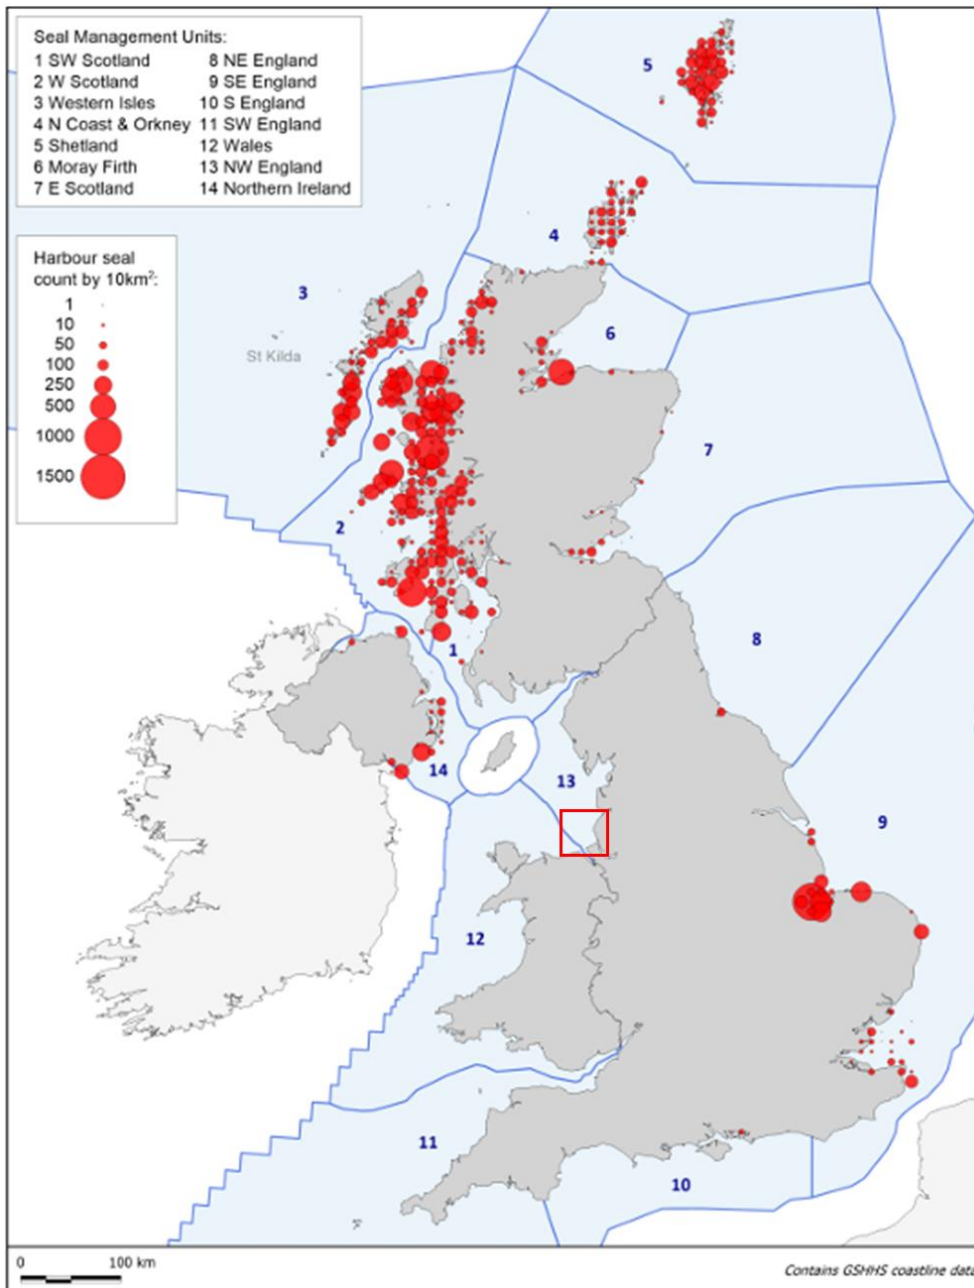 Seal Management Units:
1 SW Scotland 8 NE England
2 W Scotland 9 SE England
3 Western Isles 10 S England
4 N Coast & Orkney 11 SW England
5 Shetland 12 Wales
6 Moray Firth 13 NW England
7 E Scotland 14 Northern Ireland
5
4
Harbour seal
count by 10km²:
1
10
50
100
250
500
1000
1500
3
St Kilda
6
7
2
8
1
14
13
9
12
11
10
0 100 km
Contains GSHHS coastline data